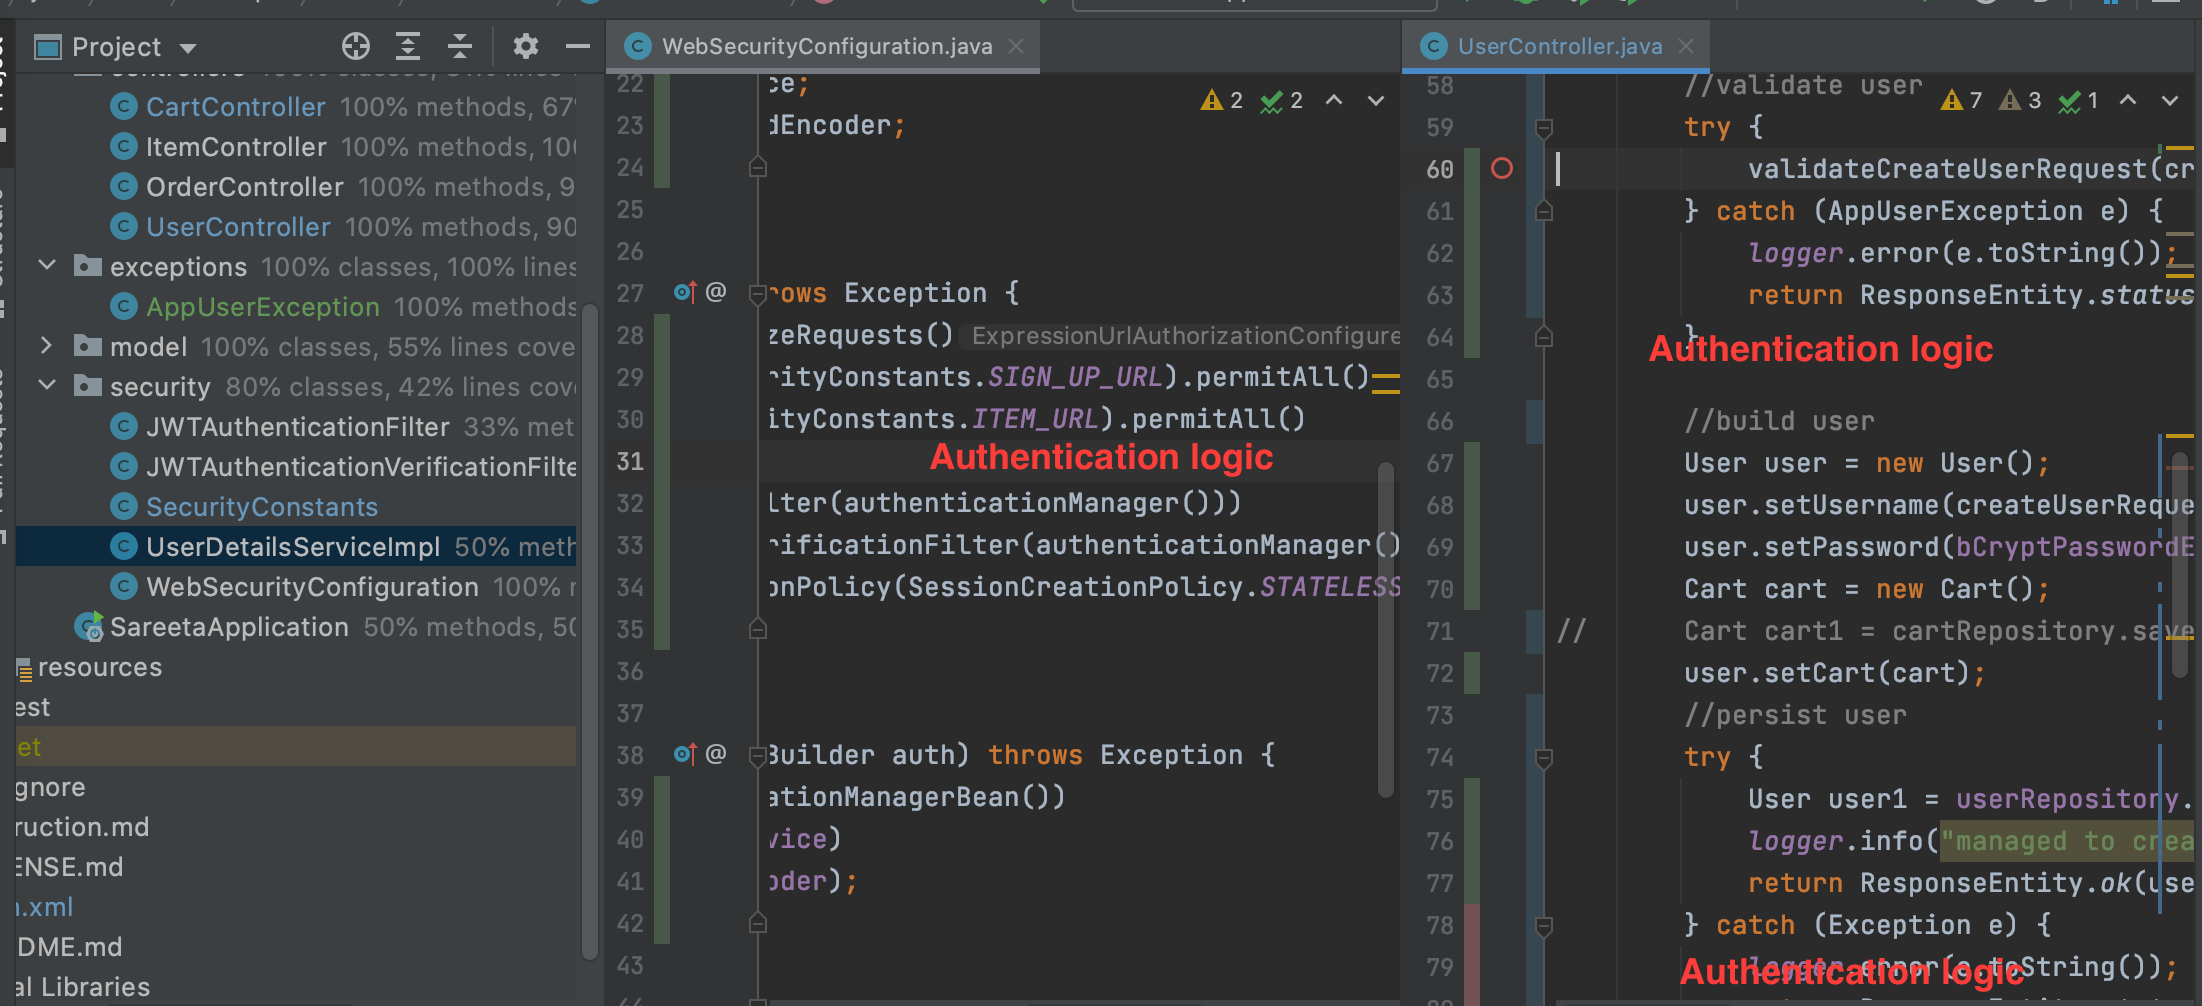 Project
controllers 100% classes, 81% lines
CartController 100% methods, 67%
ItemController 100% methods, 100
OrderController 100% methods, 9
UserController 100% methods, 90
exceptions 100% classes, 100% lines
AppUserException 100% methods
model 100% classes, 55% lines cove
security 80% classes, 42% lines cov
JWTAuthenticationFilter 33% met
JWTAuthenticationVerificationFilte
SecurityConstants
UserDetailsServiceImpl 50% meth
WebSecurityConfiguration 100% r
SareetaApplication 50% methods, 50
resources
est
et
gnore
ruction.md
ENSE.md
n.xml
DME.md
al Libraries
WebSecurityConfiguration.java
2 2
22 ce;
23 dEncoder;
24
25
26
27 @ rows Exception {
28 zeRequests() ExpressionUrlAuthorizationConfigure
29 rityConstants.SIGN_UP_URL).permitAll()
30 ityConstants.ITEM_URL).permitAll()
31
Authentication logic
32 lter(authenticationManager()))
33 rificationFilter(authenticationManager()
34 onPolicy(SessionCreationPolicy.STATELESS
35
36
37
38 @ Builder auth) throws Exception {
39 ationManagerBean())
40 vice)
41 oder);
42
43
UserController.java
7 3 1
58 //validate user
59 try {
60 validateCreateUserRequest(cr
61 } catch (AppUserException e) {
62 logger.error(e.toString());
63 return ResponseEntity.status
64 }
Authentication logic
65
66 //build user
67 User user = new User();
68 user.setUsername(createUserReque
69 user.setPassword(bCryptPasswordE
70 Cart cart = new Cart();
71 // Cart cart1 = cartRepository.save
72 user.setCart(cart);
73 //persist user
74 try {
75 User user1 = userRepository.
76 logger.info("managed to crea
77 return ResponseEntity.ok(use
78 } catch (Exception e) {
79 logger.error(e.toString());
Authentication logic